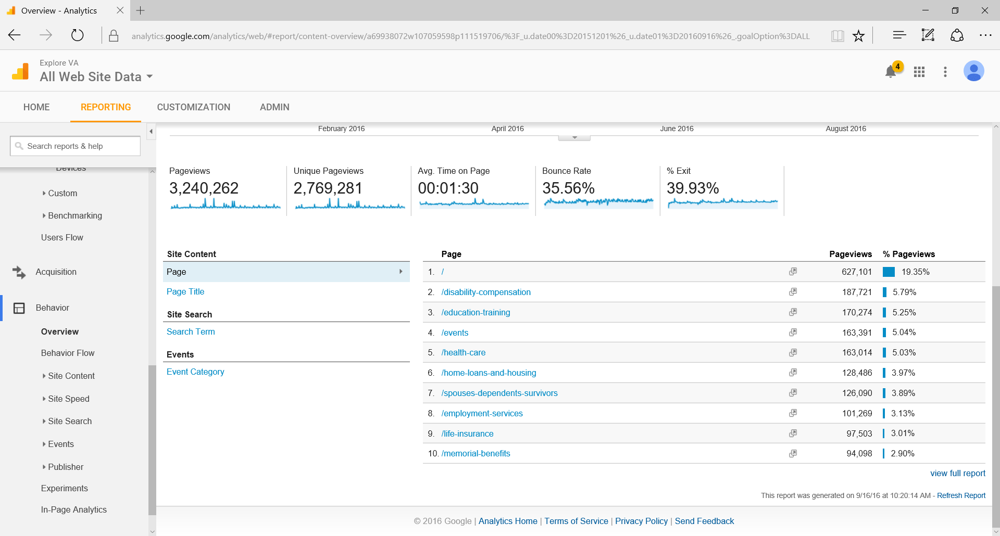 Overview - Analytics
analytics.google.com/analytics/web/#report/content-overview/a69938072w107059598p111519706/%3F_u.date00%3D20151201%26_u.date01%3D20160916%26_.goalOption%3DALL
Explore VA
All Web Site Data
4
HOME REPORTING CUSTOMIZATION ADMIN
Search reports & help
Devices
Custom
Benchmarking
Users Flow
Acquisition
Behavior
Overview
Behavior Flow
Site Content
Site Speed
Site Search
Events
Publisher
Experiments
In-Page Analytics
February 2016 April 2016 June 2016 August 2016
Pageviews
3,240,262
Unique Pageviews
2,769,281
Avg. Time on Page
00:01:30
Bounce Rate
35.56%
% Exit
39.93%
Site Content
Page
Page Title
Site Search
Search Term
Events
Event Category
Page Pageviews % Pageviews
1. / 627,101 19.35%
2. /disability-compensation 187,721 5.79%
3. /education-training 170,274 5.25%
4. /events 163,391 5.04%
5. /health-care 163,014 5.03%
6. /home-loans-and-housing 128,486 3.97%
7. /spouses-dependents-survivors 126,090 3.89%
8. /employment-services 101,269 3.13%
9. /life-insurance 97,503 3.01%
10. /memorial-benefits 94,098 2.90%
view full report
This report was generated on 9/16/16 at 10:20:14 AM - Refresh Report
© 2016 Google | Analytics Home | Terms of Service | Privacy Policy | Send Feedback